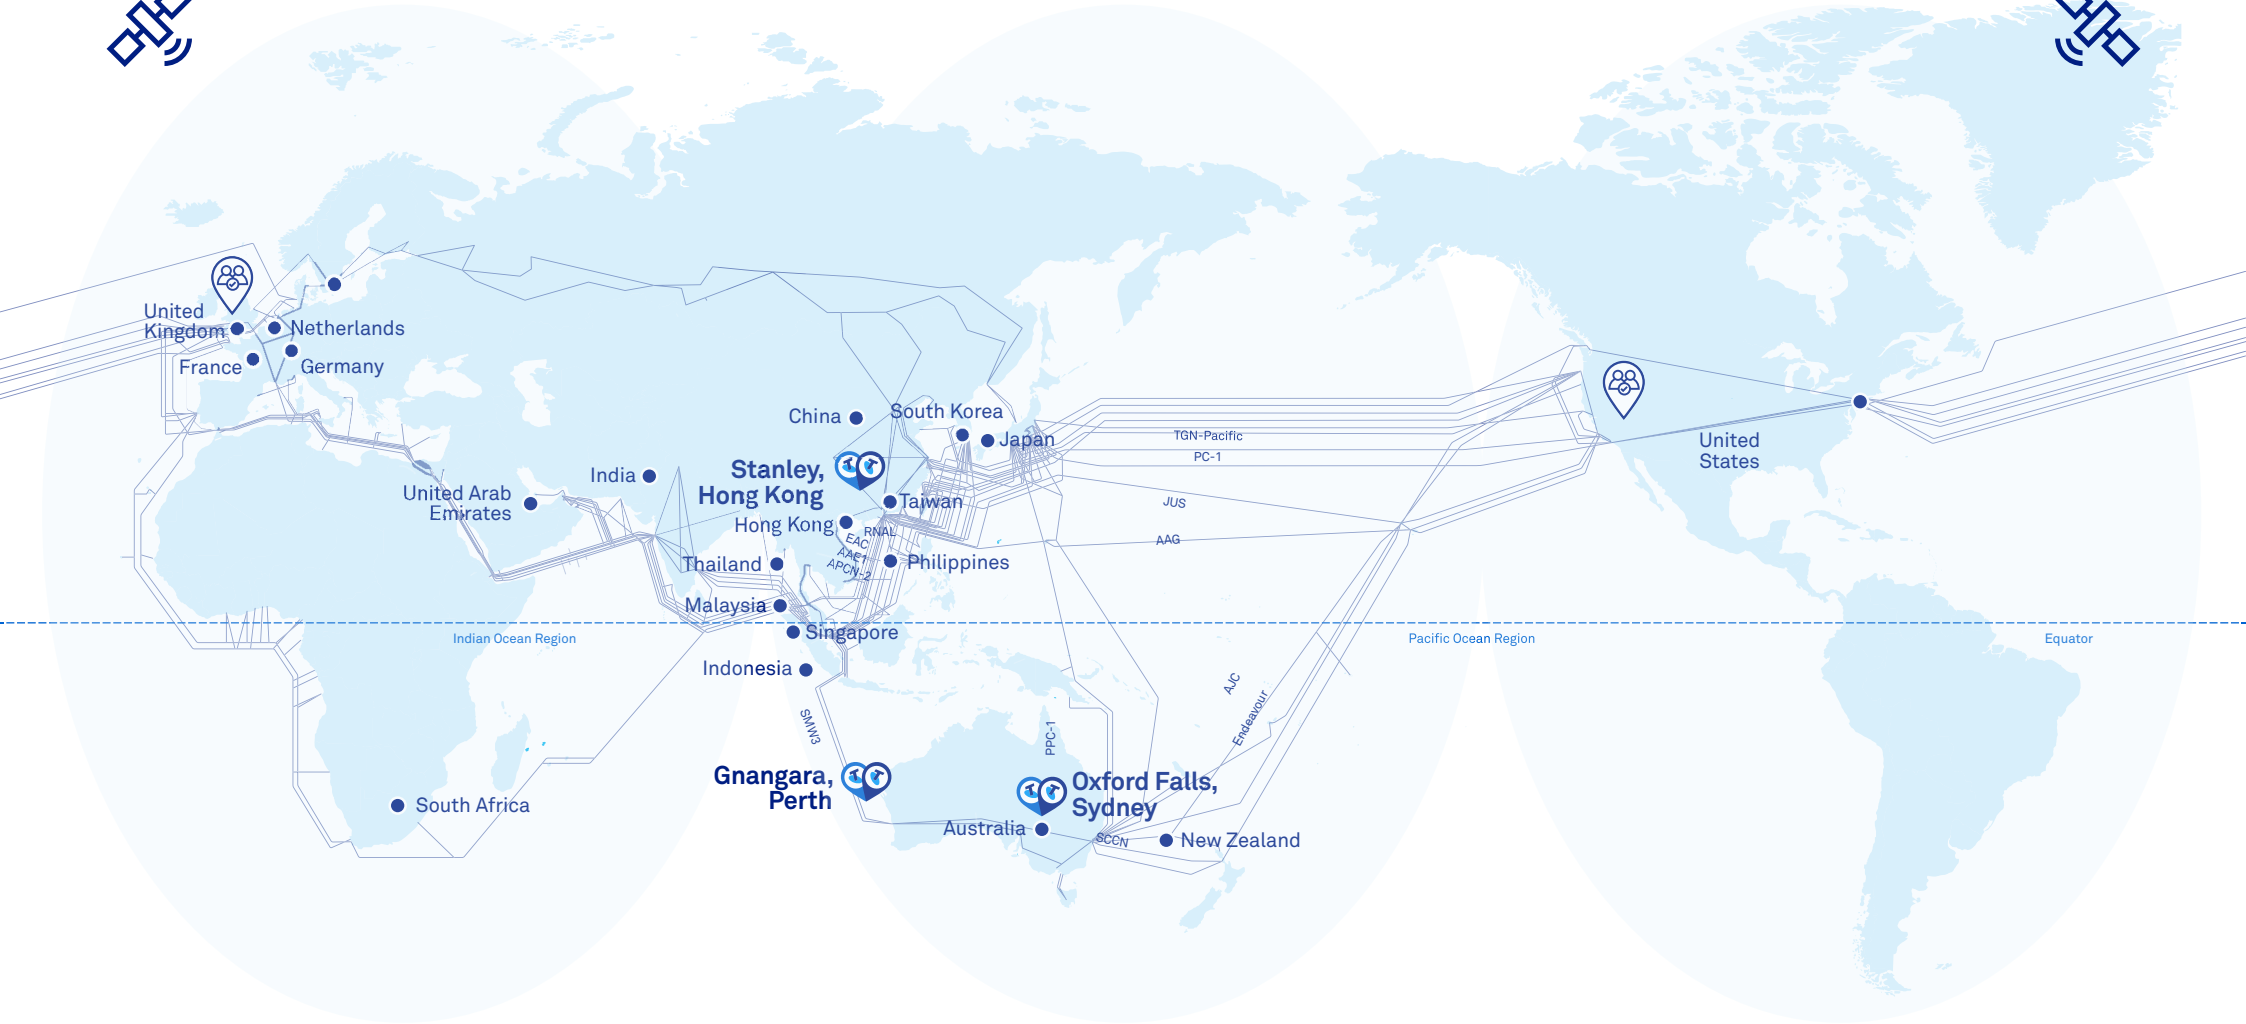 United
Kingdom
Netherlands
France
Germany
China
South Korea
Japan
TGN-Pacific
PC-1
United
States
India
Stanley,
Hong Kong
United Arab
Emirates
Taiwan
JUS
Hong Kong
RNAL
EAC
AAE1
APCN-2
AAG
Thailand
Philippines
Malaysia
Singapore
Indian Ocean Region
Pacific Ocean Region
Equator
Indonesia
AJC
Endeavour
SMW3
PPC-1
Gnangara,
Perth
Oxford Falls,
Sydney
South Africa
Australia
SCCN
New Zealand